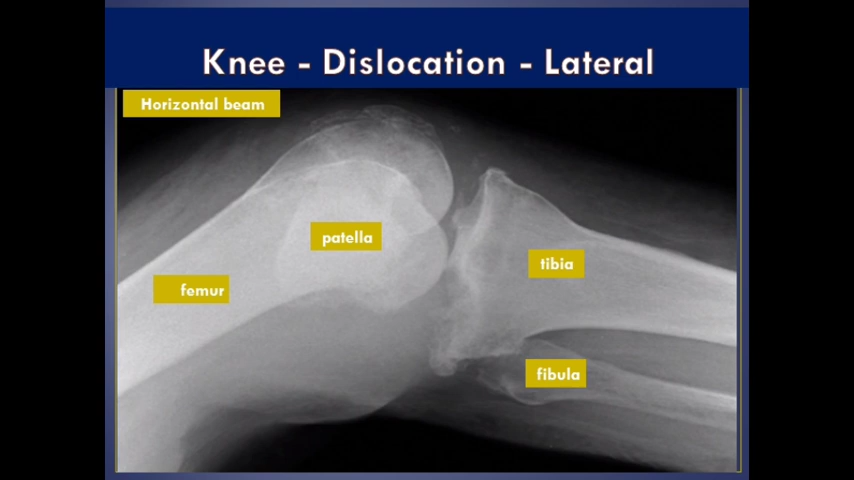 Knee - Dislocation - Lateral
Horizontal beam
patella
tibia
femur
fibula